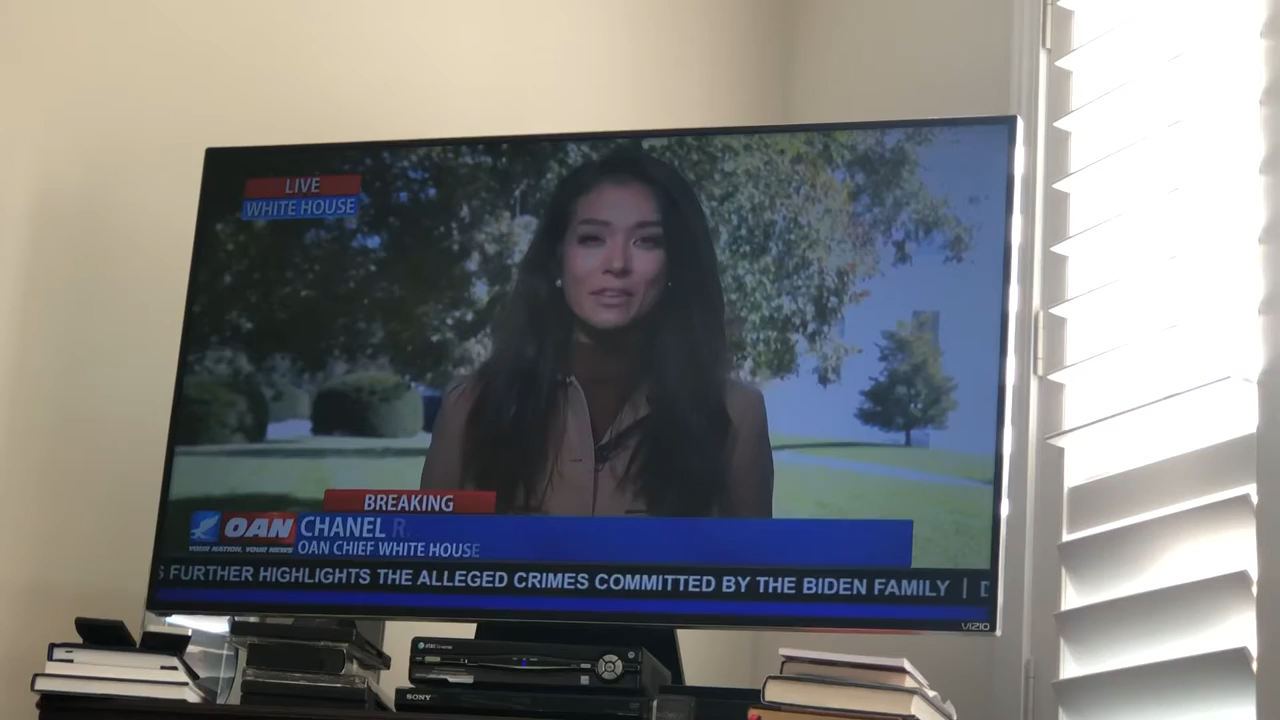 LIVE
WHITE HOUSE
BREAKING
OAN
YOUR NATION, YOUR NEWS
CHANEL R
OAN CHIEF WHITE HOUSE
S FURTHER HIGHLIGHTS THE ALLEGED CRIMES COMMITTED BY THE BIDEN FAMILY | D
VIZIO
at&t
SONY